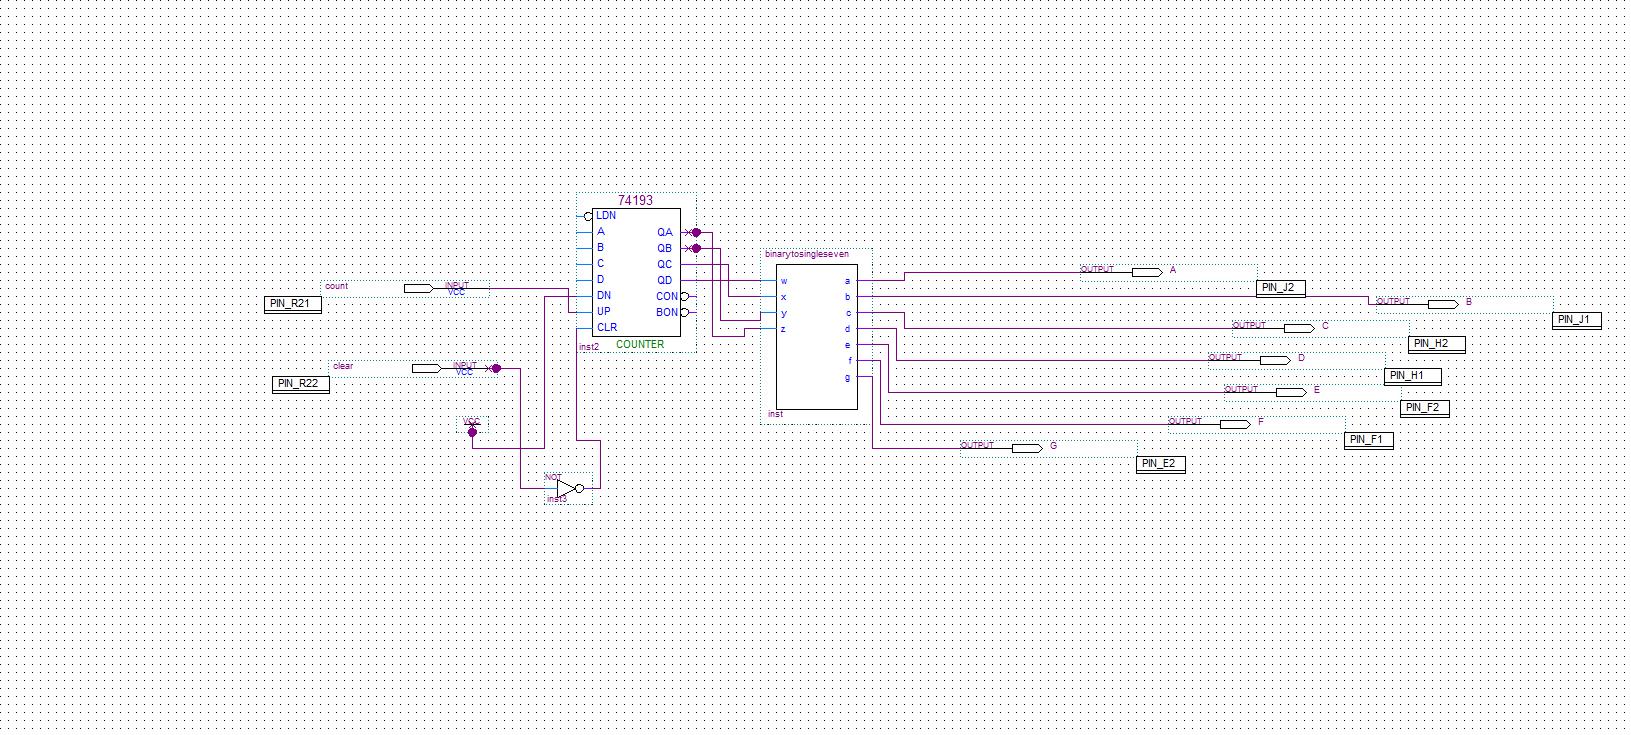 74193
LDN
A
B
C
D
DN
UP
CLR
QA
QB
QC
QD
CON
BON
inst2
COUNTER
count
INPUT
VCC
PIN_R21
clear
INPUT
VCC
PIN_R22
VCC
NOT
inst3
binarytosingleseven
w
x
y
z
a
b
c
d
e
f
g
inst
OUTPUT
A
PIN_J2
OUTPUT
B
PIN_J1
OUTPUT
C
PIN_H2
OUTPUT
D
PIN_H1
OUTPUT
E
PIN_F2
OUTPUT
F
PIN_F1
OUTPUT
G
PIN_E2